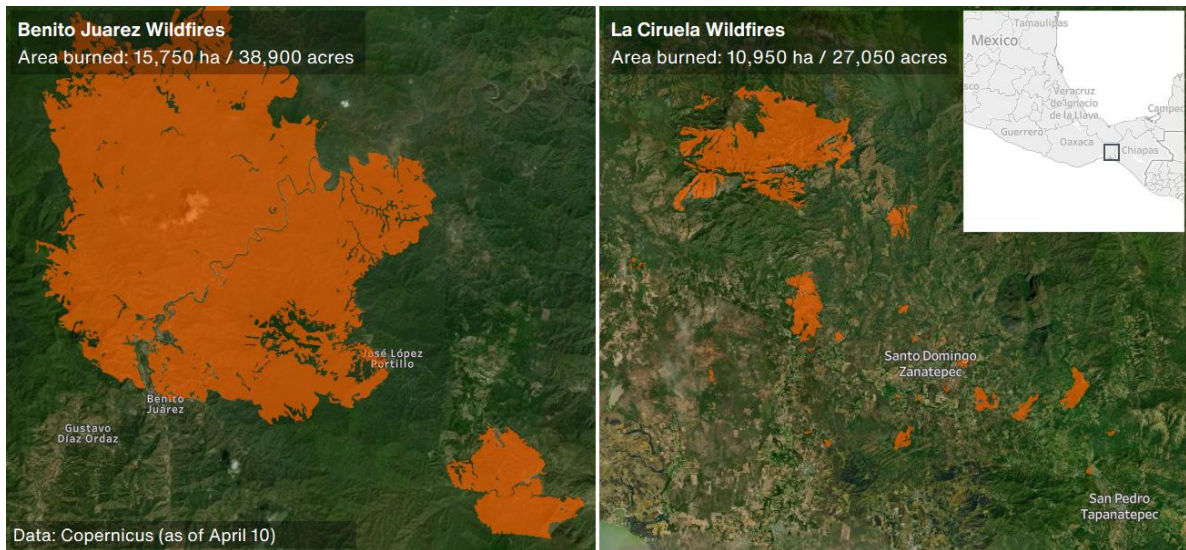 Benito Juarez Wildfires
Area burned: 15,750 ha / 38,900 acres
José López
Portillo
Benito
Juárez
Gustavo
Díaz Ordaz
Data: Copernicus (as of April 10)
La Ciruela Wildfires
Area burned: 10,950 ha / 27,050 acres
Tamaulipas
Mexico
sco
Veracruz
de Ignacio
de la Llave
Campec
Guerrero
Oaxaca
Chiapas
Santo Domingo
Zanatepec
San Pedro
Tapanatepec